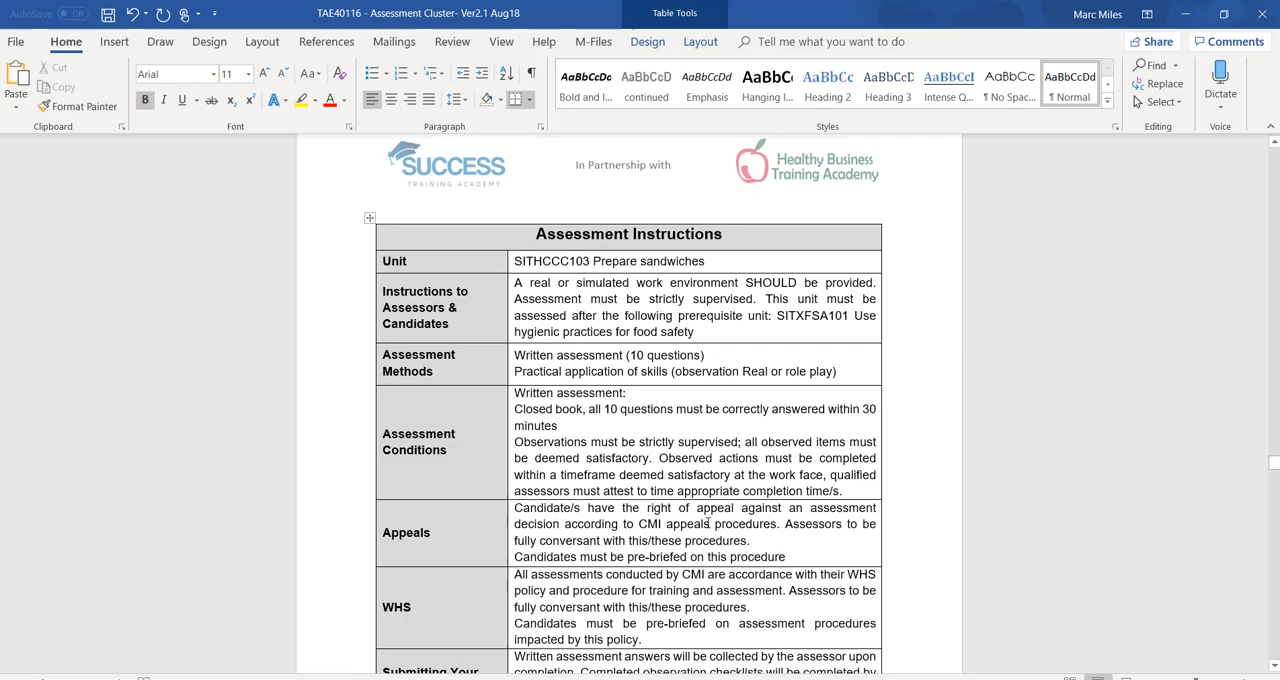 AutoSave Off
TAE40116 - Assessment Cluster- Ver2.1 Aug18
Table Tools
Marc Miles
File Home Insert Draw Design Layout References Mailings Review View Help M-Files Design Layout Tell me what you want to do Share Comments
Paste
Cut
Copy
Format Painter
Clipboard
Arial 11
Font
Paragraph
AaBbCcDc AaBbCcD AaBbCcDd AaBbC AaBbCc AaBbCcDd AaBbCcI AaBbCc AaBbCcDd
Bold and I... continued Emphasis Hanging I... Heading 2 Heading 3 Intense Q... ¶ No Spac... ¶ Normal
Styles
Find
Replace
Select
Editing
Dictate
Voice
SUCCESS
TRAINING ACADEMY
In Partnership with
Healthy Business
Training Academy
Assessment Instructions
Unit
SITHCCC103 Prepare sandwiches
Instructions to
Assessors &
Candidates
A real or simulated work environment SHOULD be provided.
Assessment must be strictly supervised. This unit must be
assessed after the following prerequisite unit: SITXFSA101 Use
hygienic practices for food safety
Assessment
Methods
Written assessment (10 questions)
Practical application of skills (observation Real or role play)
Assessment
Conditions
Written assessment:
Closed book, all 10 questions must be correctly answered within 30
minutes
Observations must be strictly supervised; all observed items must
be deemed satisfactory. Observed actions must be completed
within a timeframe deemed satisfactory at the work face, qualified
assessors must attest to time appropriate completion time/s.
Appeals
Candidate/s have the right of appeal against an assessment
decision according to CMI appeals procedures. Assessors to be
fully conversant with this/these procedures.
Candidates must be pre-briefed on this procedure
WHS
All assessments conducted by CMI are accordance with their WHS
policy and procedure for training and assessment. Assessors to be
fully conversant with this/these procedures.
Candidates must be pre-briefed on assessment procedures
impacted by this policy.
Submitting Your
Written assessment answers will be collected by the assessor upon
completion. Completed observation checklists will be completed by